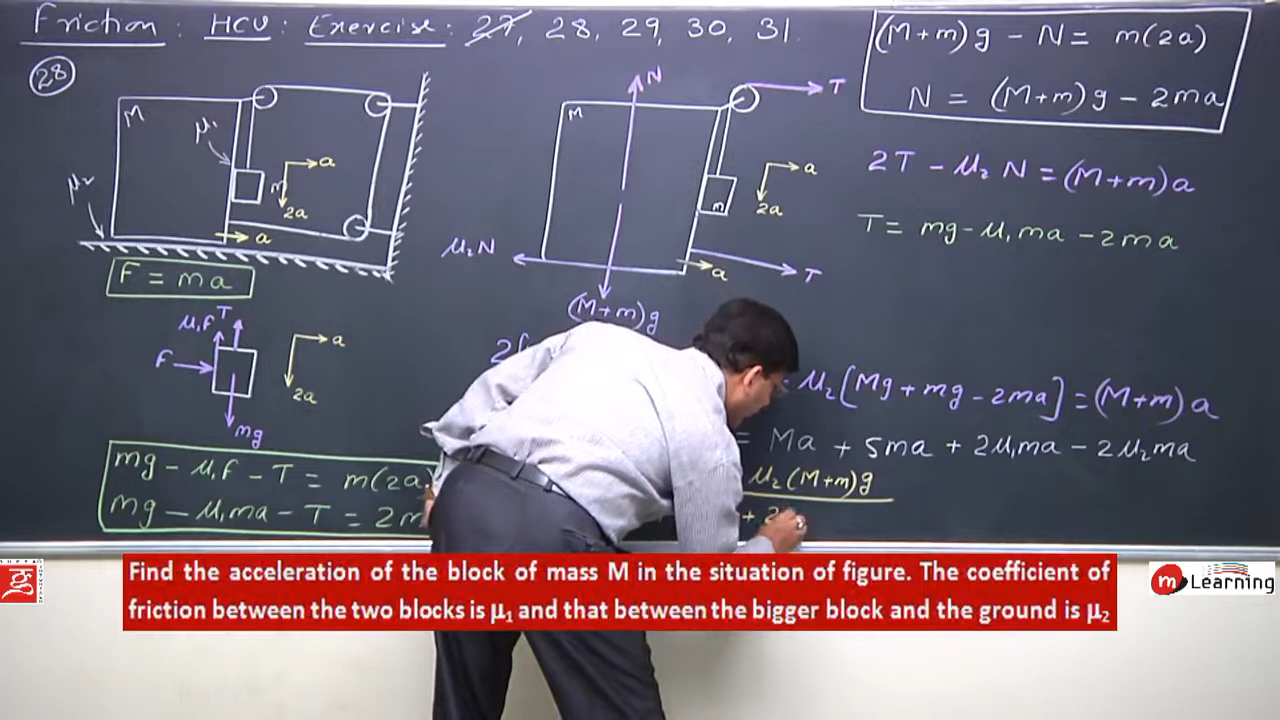 Friction : HCV : Exercise : 27, 28, 29, 30, 31.
28
M
μ₁
m
a
2a
μ₂
a
F = ma
μ₁F
T
F
a
2a
mg
mg - μ₁F - T = m(2a
mg - μ₁ma - T = 2m
N
T
M
m
a
2a
μ₂N
a
T
(M+m)g
(M+m)g - N = m(2a)
N = (M+m)g - 2ma
2T - μ₂ N = (M+m)a
T = mg - μ₁ma - 2ma
μ₂[Mg + mg - 2ma] = (M+m)a
= Ma + 5ma + 2μ₁ma - 2μ₂ma
μ₂(M+m)g
+ 2
Find the acceleration of the block of mass M in the situation of figure. The coefficient of
friction between the two blocks is μ₁ and that between the bigger block and the ground is μ₂
m Learning